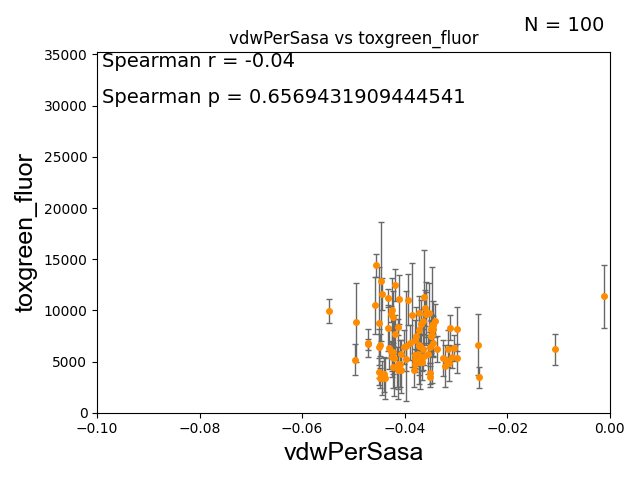 N = 100
vdwPerSasa vs toxgreen_fluor
Spearman r = -0.04
Spearman p = 0.6569431909444541
35000
30000
25000
20000
15000
10000
5000
0
toxgreen_fluor
−0.10
−0.08
−0.06
−0.04
−0.02
0.00
vdwPerSasa